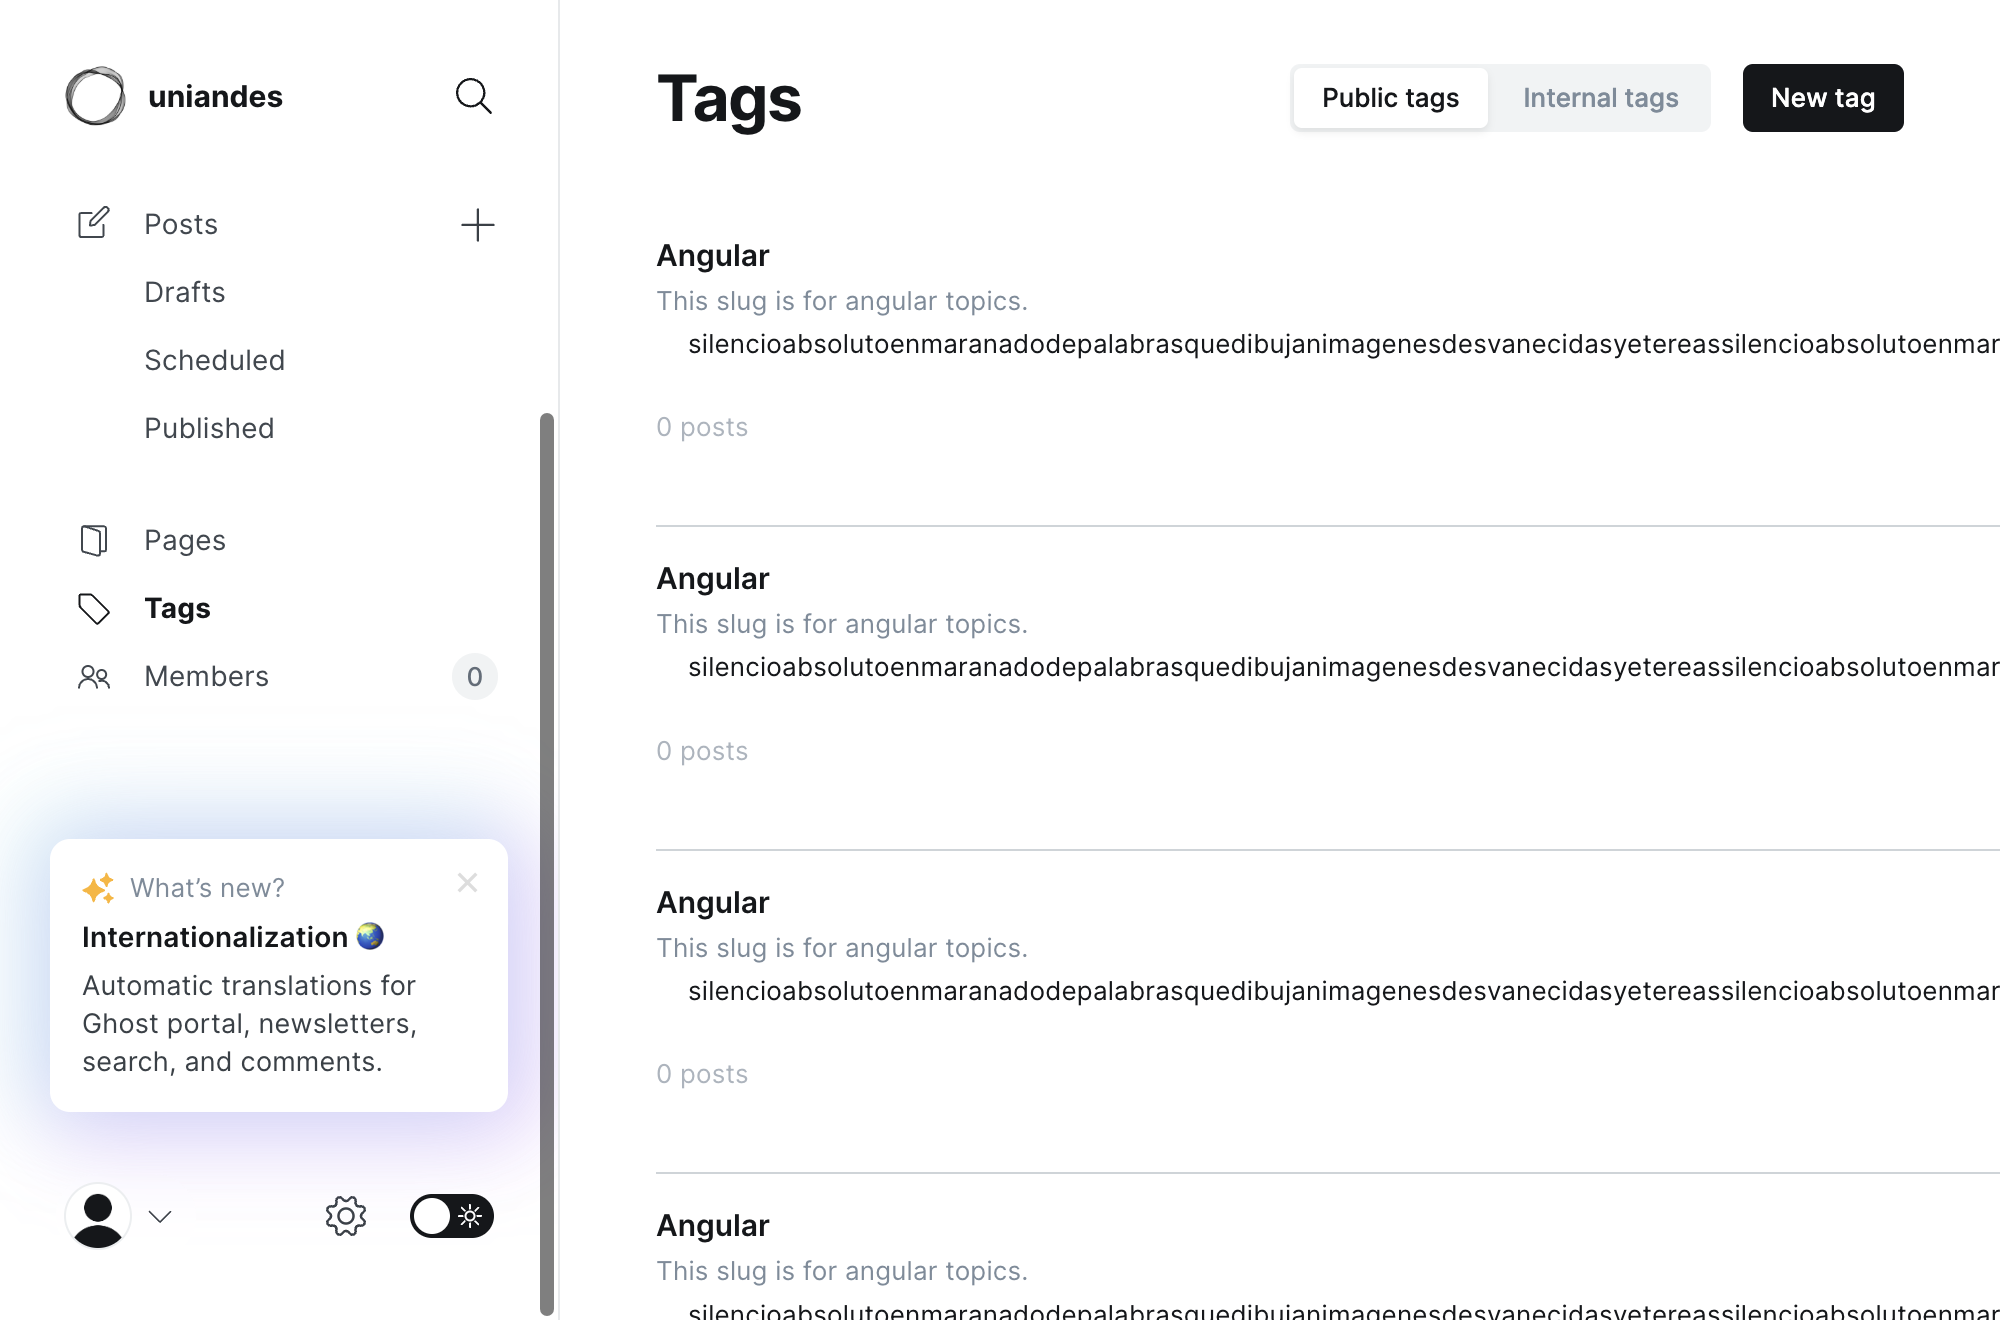 uniandes
Posts
Drafts
Scheduled
Published
Pages
Tags
Members
0
What's new?
Internationalization
Automatic translations for
Ghost portal, newsletters,
search, and comments.
Tags
Public tags
Internal tags
New tag
Angular
This slug is for angular topics.
silencioabsolutoenmaranadodepalabrasquedibujanimagenesdesvanecidasyetereassilencioabsolutoenmar
0 posts
Angular
This slug is for angular topics.
silencioabsolutoenmaranadodepalabrasquedibujanimagenesdesvanecidasyetereassilencioabsolutoenmar
0 posts
Angular
This slug is for angular topics.
silencioabsolutoenmaranadodepalabrasquedibujanimagenesdesvanecidasyetereassilencioabsolutoenmar
0 posts
Angular
This slug is for angular topics.
silencioabsolutoenmaranadodepalabrasquedibujanimagenesdesvanecidasyetereassilencioabsolutoenmar